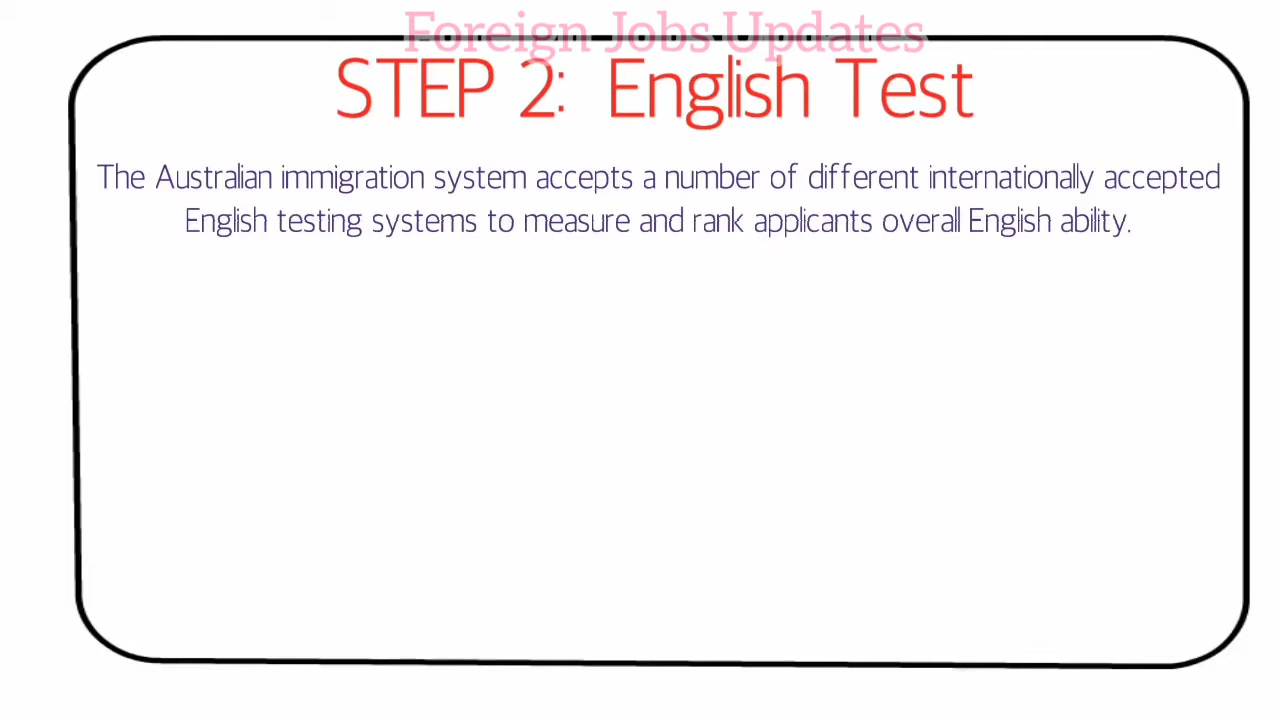 Foreign Jobs Updates
STEP 2: English Test
The Australian immigration system accepts a number of different internationally accepted
English testing systems to measure and rank applicants overall English ability.